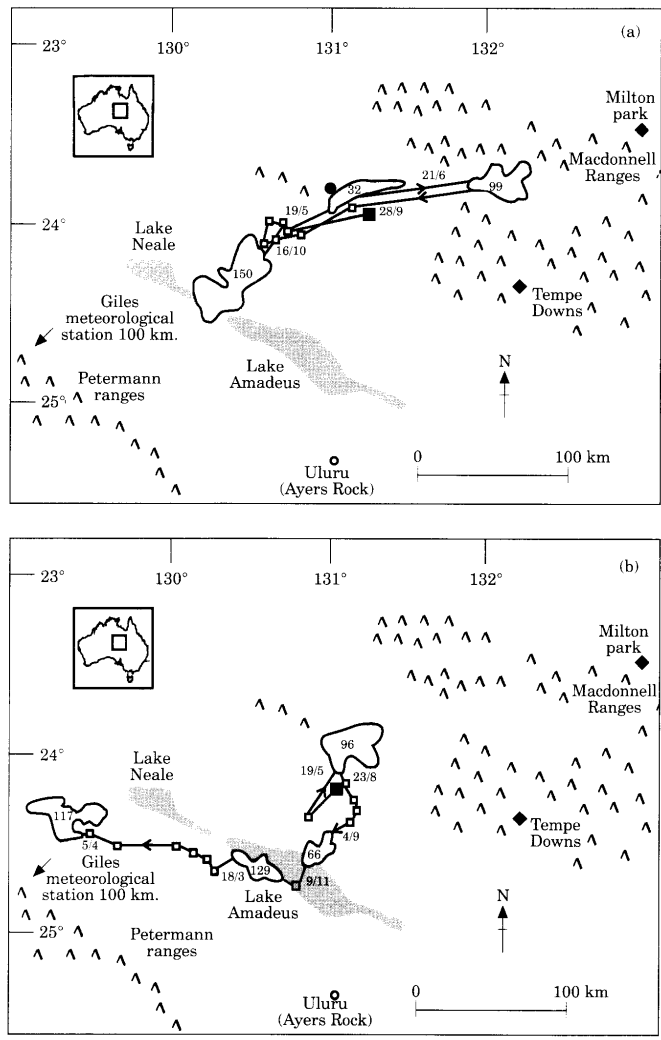 130°
131°
132°
(a)
23°
Milton
park
Macdonnell
Ranges
21/6
32
99
19/5
28/9
24°
Lake
Neale
16/10
150
Giles
meteorological
station 100 km.
Tempe
Downs
Lake
Amadeus
N
Petermann
ranges
25°
0
100 km
Uluru
(Ayers Rock)
130°
131°
132°
(b)
23°
Milton
park
Macdonnell
Ranges
96
24°
Lake
Neale
19/5
23/8
117
4/9
Tempe
Downs
5/4
66
Giles
meteorological
station 100 km.
18/3
129
9/11
Lake
Amadeus
N
25°
Petermann
ranges
Uluru
(Ayers Rock)
0
100 km